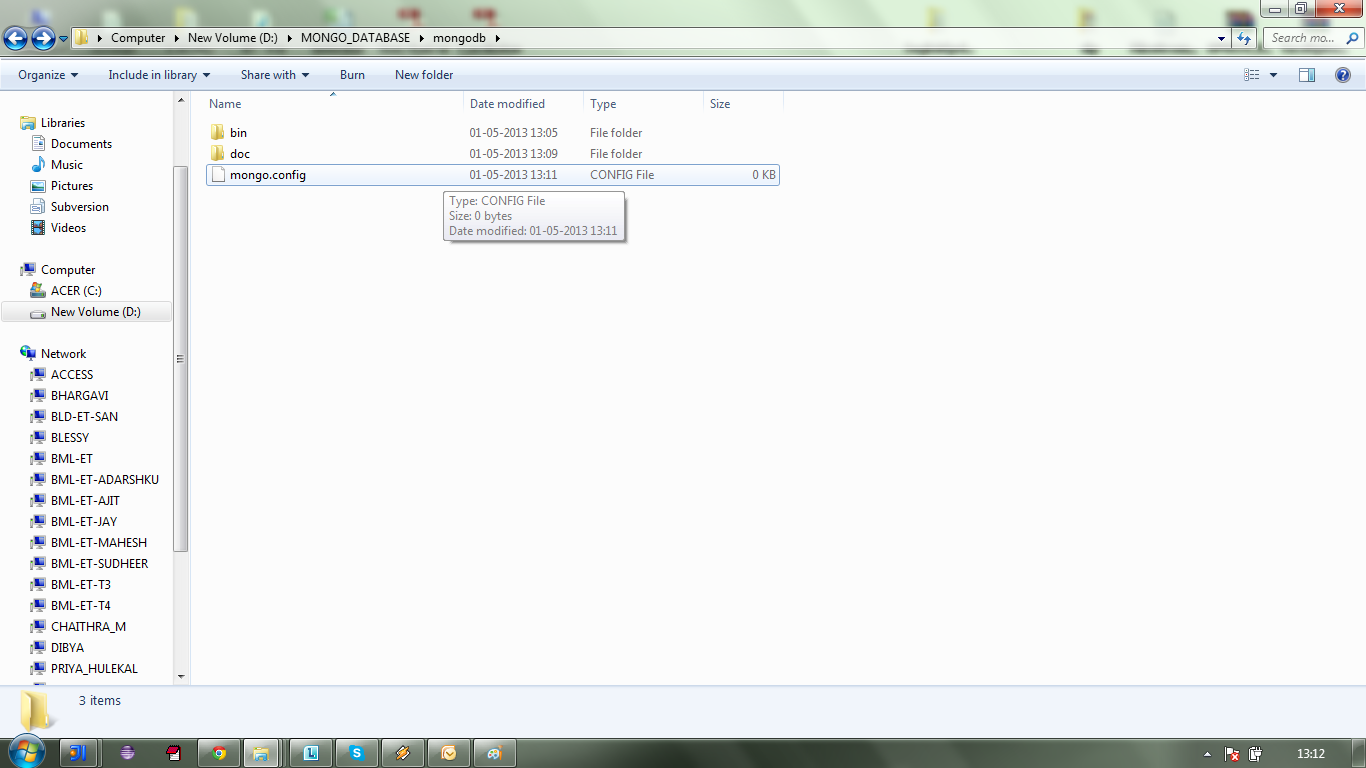 Computer New Volume (D:) MONGO_DATABASE mongodb
Search mo...
Organize Include in library Share with Burn New folder
Name Date modified Type Size
bin 01-05-2013 13:05 File folder
doc 01-05-2013 13:09 File folder
mongo.config 01-05-2013 13:11 CONFIG File 0 KB
Type: CONFIG File
Size: 0 bytes
Date modified: 01-05-2013 13:11
Libraries
Documents
Music
Pictures
Subversion
Videos
Computer
ACER (C:)
New Volume (D:)
Network
ACCESS
BHARGAVI
BLD-ET-SAN
BLESSY
BML-ET
BML-ET-ADARSHKU
BML-ET-AJIT
BML-ET-JAY
BML-ET-MAHESH
BML-ET-SUDHEER
BML-ET-T3
BML-ET-T4
CHAITHRA_M
DIBYA
PRIYA_HULEKAL
3 items
13:12